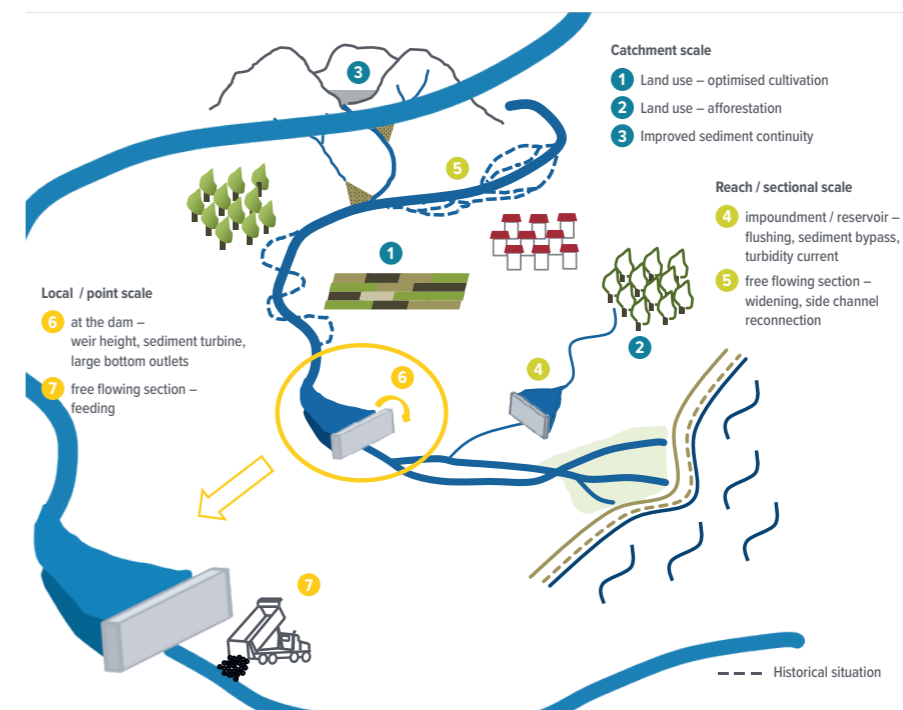 Catchment scale
1 Land use – optimised cultivation
2 Land use – afforestation
3 Improved sediment continuity
Reach / sectional scale
4 impoundment / reservoir –
flushing, sediment bypass,
turbidity current
5 free flowing section –
widening, side channel
reconnection
Local / point scale
6 at the dam –
weir height, sediment turbine,
large bottom outlets
7 free flowing section –
feeding
3
5
1
2
4
6
7
Historical situation